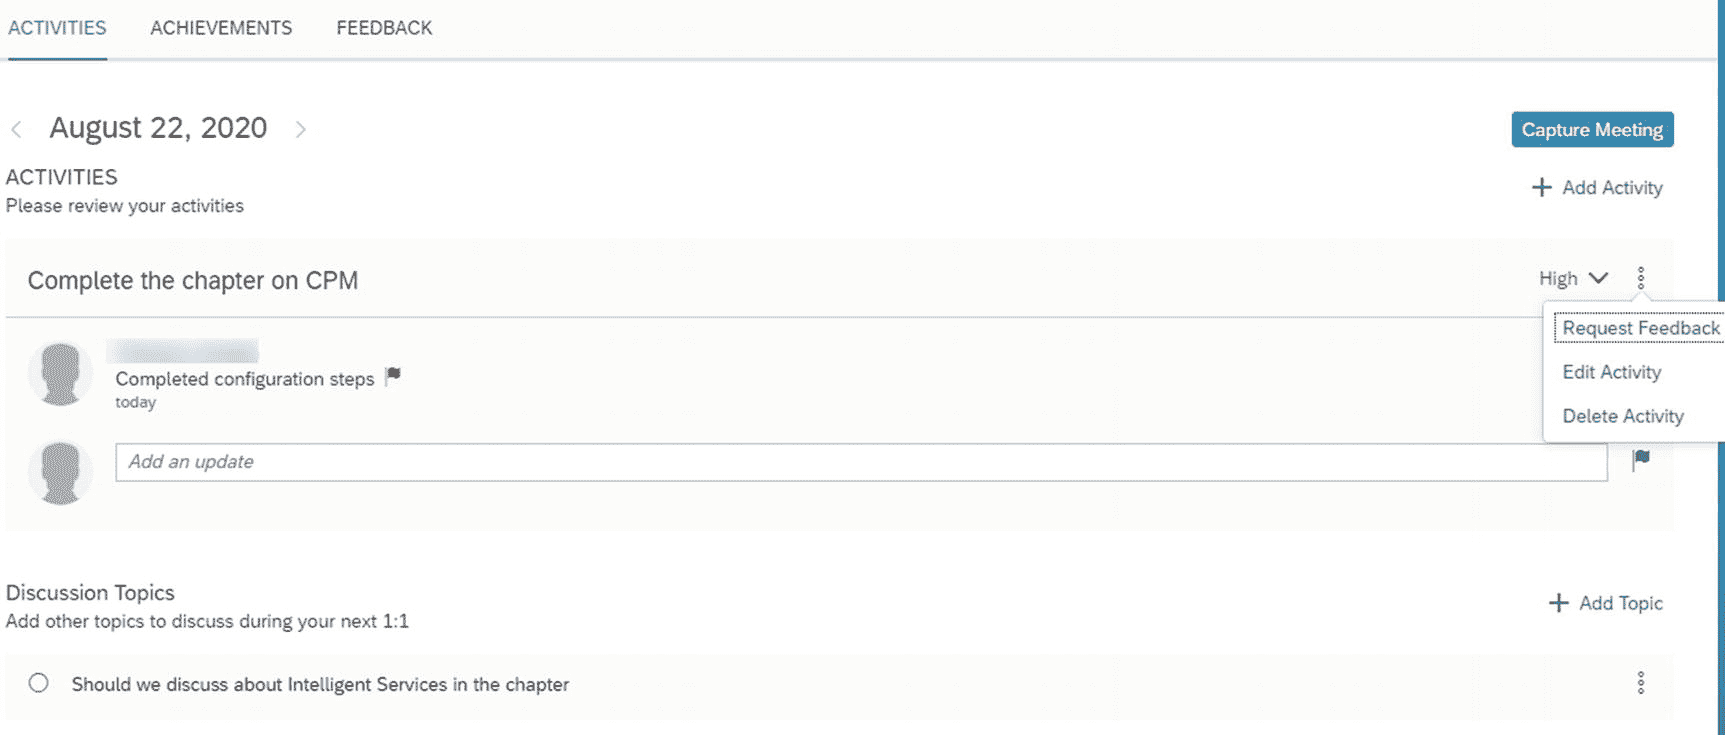 ACTIVITIES ACHIEVEMENTS FEEDBACK
August 22, 2020
Capture Meeting
ACTIVITIES
Please review your activities
Add Activity
Complete the chapter on CPM
High
Request Feedback
Edit Activity
Delete Activity
Completed configuration steps
today
Add an update
Discussion Topics
Add other topics to discuss during your next 1:1
Add Topic
Should we discuss about Intelligent Services in the chapter